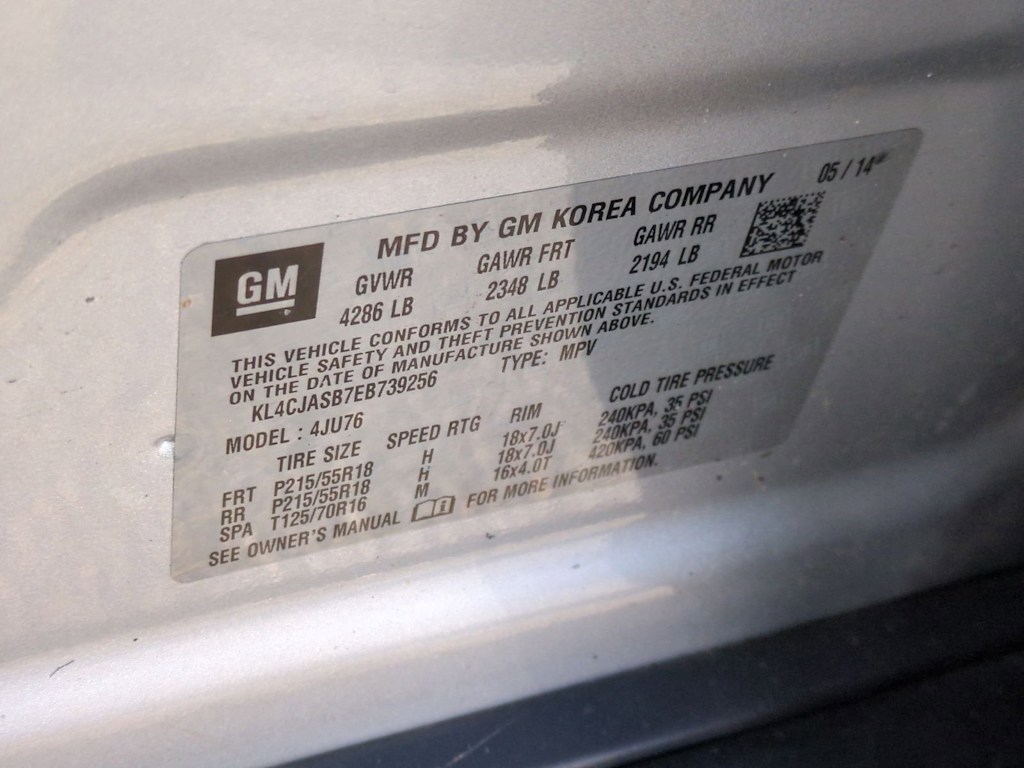 MFD BY GM KOREA COMPANY 05 / 14
GM
GVWR GAWR FRT GAWR RR
4286 LB 2348 LB 2194 LB
THIS VEHICLE CONFORMS TO ALL APPLICABLE U.S. FEDERAL MOTOR
VEHICLE SAFETY AND THEFT PREVENTION STANDARDS IN EFFECT
ON THE DATE OF MANUFACTURE SHOWN ABOVE.
KL4CJASB7EB739256 TYPE: MPV
MODEL : 4JU76
TIRE SIZE SPEED RTG RIM COLD TIRE PRESSURE
FRT P215/55R18 H 18x7.0J 240KPA, 35 PSI
RR P215/55R18 H 18x7.0J 240KPA, 35 PSI
SPA T125/70R16 M 16x4.0T 420KPA, 60 PSI
SEE OWNER'S MANUAL FOR MORE INFORMATION.